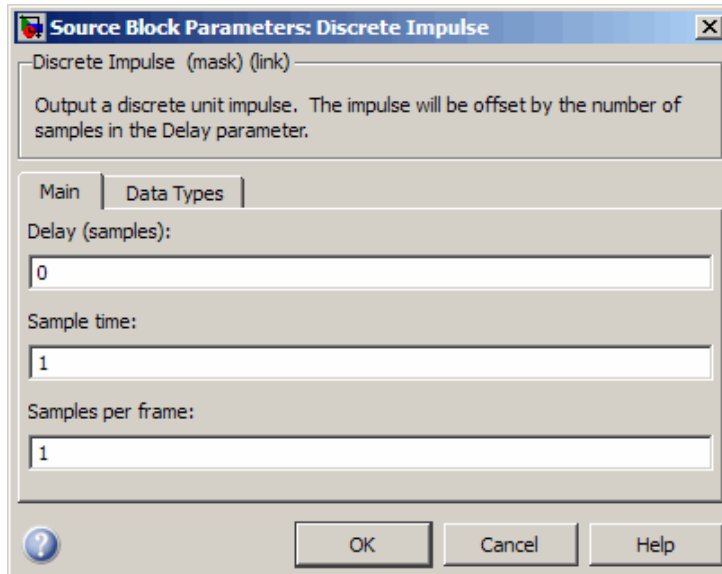 Source Block Parameters: Discrete Impulse
Discrete Impulse (mask) (link)
Output a discrete unit impulse. The impulse will be offset by the number of
samples in the Delay parameter.
Main Data Types
Delay (samples):
0
Sample time:
1
Samples per frame:
1
? OK Cancel Help